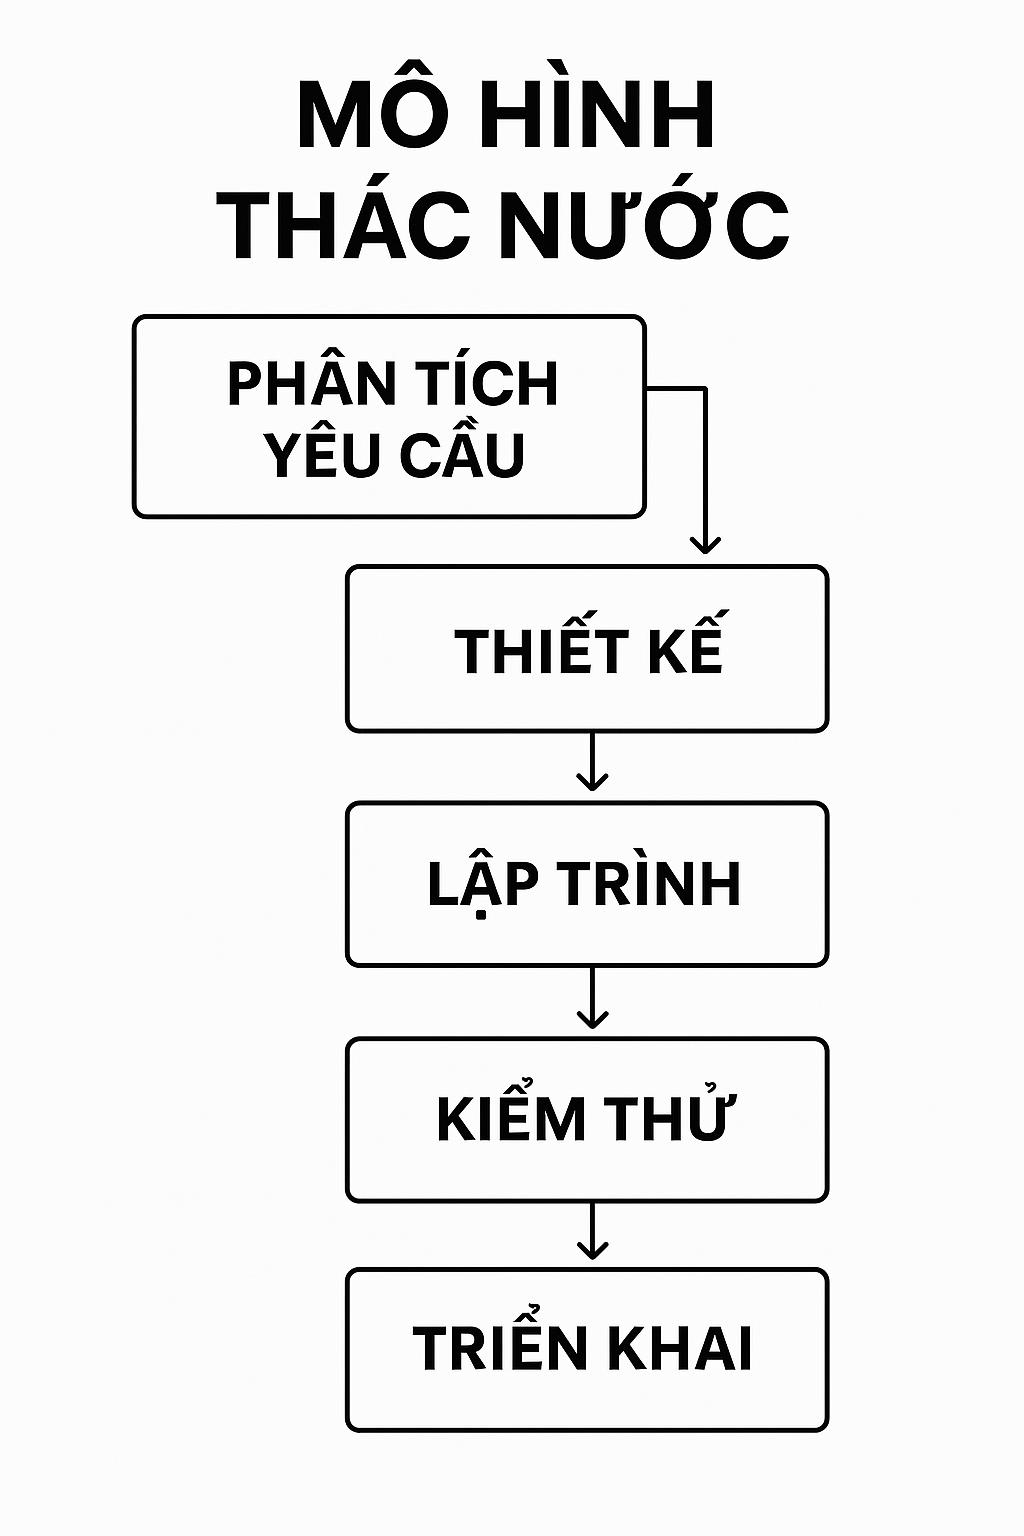 MÔ HÌNH
THÁC NƯỚC
PHÂN TÍCH
YÊU CẦU
THIẾT KẾ
LẬP TRÌNH
KIỂM THỬ
TRIỂN KHAI